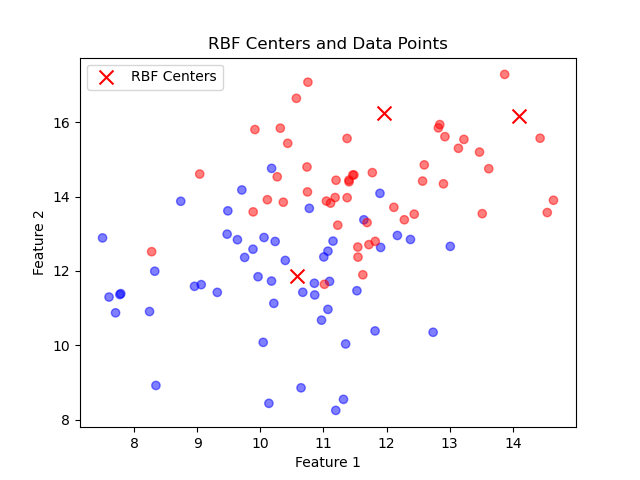 RBF Centers and Data Points
RBF Centers
Feature 2
16
14
12
10
8
8 9 10 11 12 13 14
Feature 1